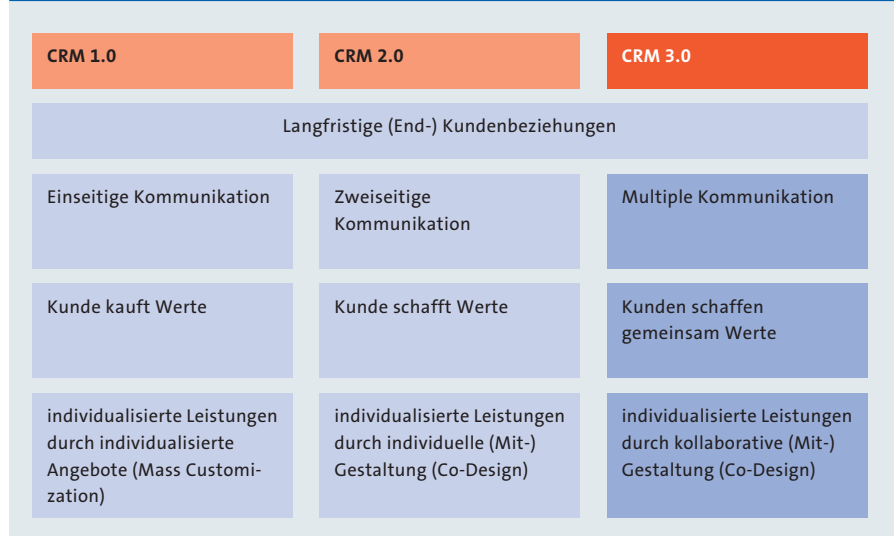 CRM 1.0
CRM 2.0
CRM 3.0
Langfristige (End-) Kundenbeziehungen
Einseitige Kommunikation
Zweiseitige
Kommunikation
Multiple Kommunikation
Kunde kauft Werte
Kunde schafft Werte
Kunden schaffen
gemeinsam Werte
individualisierte Leistungen
durch individualisierte
Angebote (Mass Customi-
zation)
individualisierte Leistungen
durch individuelle (Mit-)
Gestaltung (Co-Design)
individualisierte Leistungen
durch kollaborative (Mit-)
Gestaltung (Co-Design)